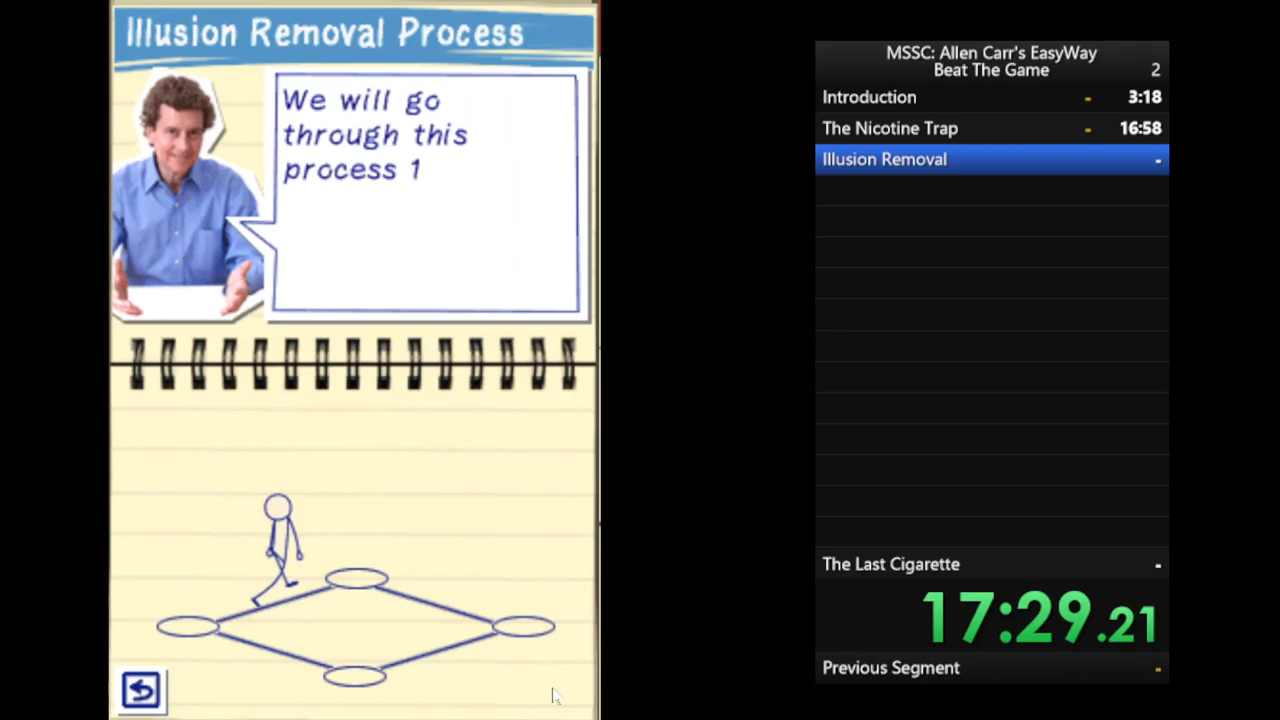 Illusion Removal Process
We will go
through this
process 1
MSSC: Allen Carr's EasyWay
Beat The Game 2
Introduction - 3:18
The Nicotine Trap - 16:58
Illusion Removal -
The Last Cigarette -
17:29.21
Previous Segment -